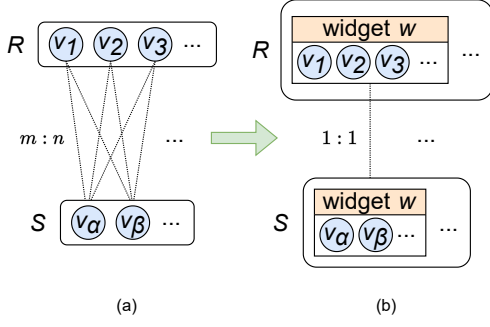 R
v1 v2 v3 ...
m : n
...
S
vα vβ ...
(a)
R
widget w
v1 v2 v3 ...
...
1 : 1
...
S
widget w
vα vβ ...
...
(b)